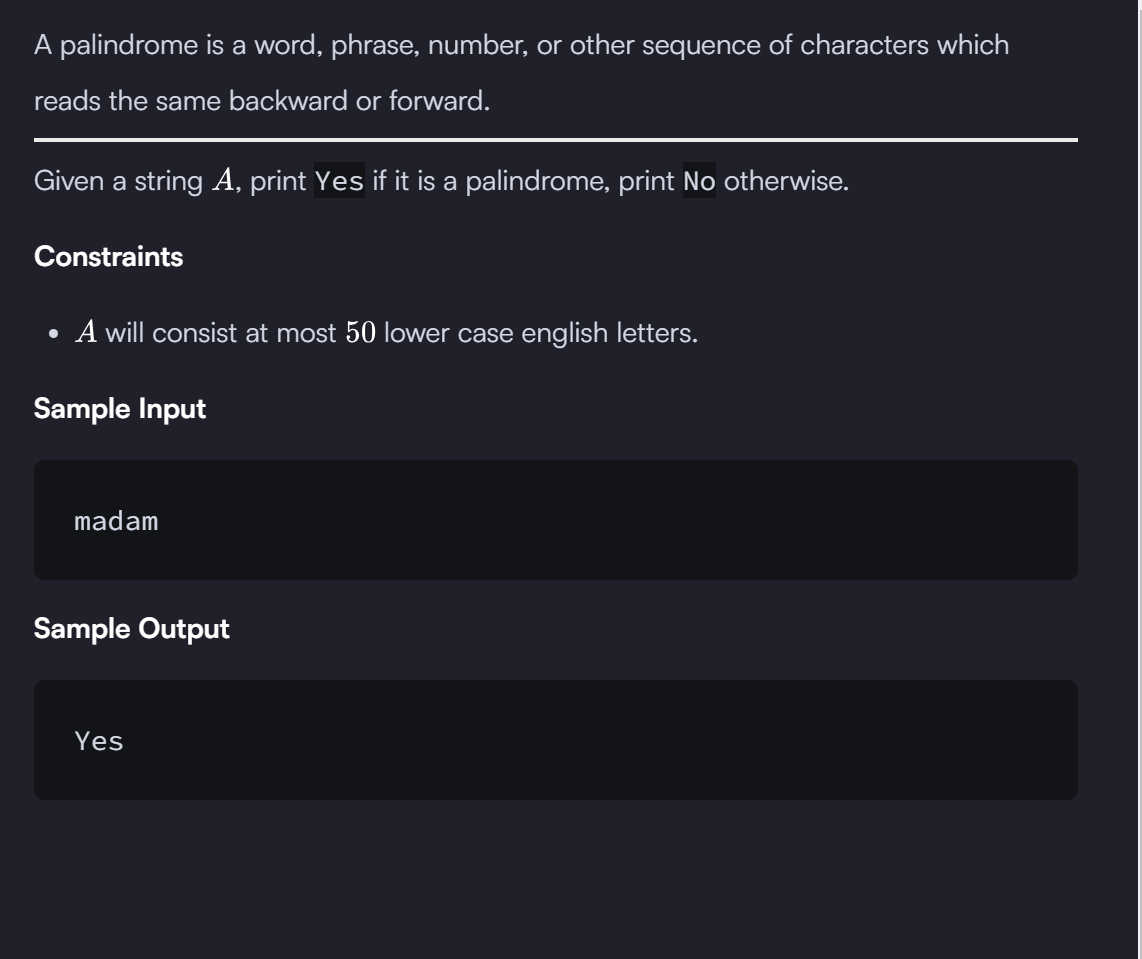 A palindrome is a word, phrase, number, or other sequence of characters which
reads the same backward or forward.
Given a string A, print Yes if it is a palindrome, print No otherwise.
Constraints
• A will consist at most 50 lower case english letters.
Sample Input
madam
Sample Output
Yes